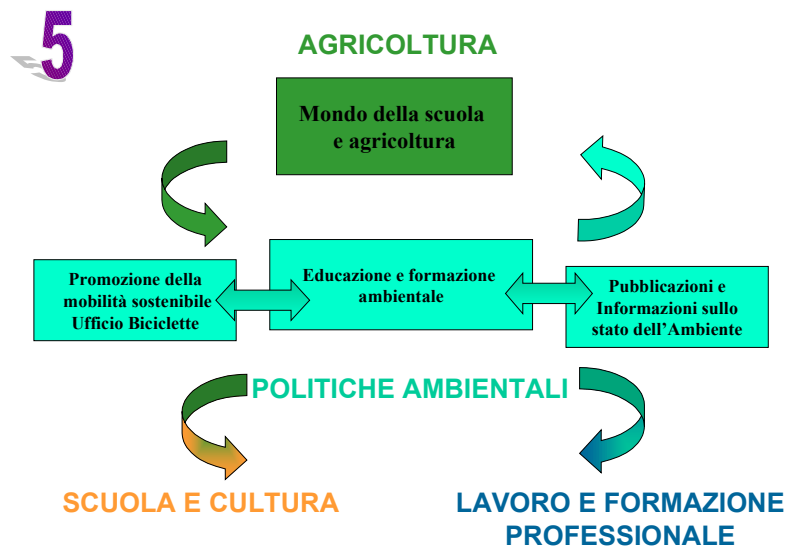 5
AGRICOLTURA
Mondo della scuola
e agricoltura
Promozione della
mobilità sostenibile
Ufficio Biciclette
Educazione e formazione
ambientale
Pubblicazioni e
Informazioni sullo
stato dell’Ambiente
POLITICHE AMBIENTALI
SCUOLA E CULTURA
LAVORO E FORMAZIONE
PROFESSIONALE